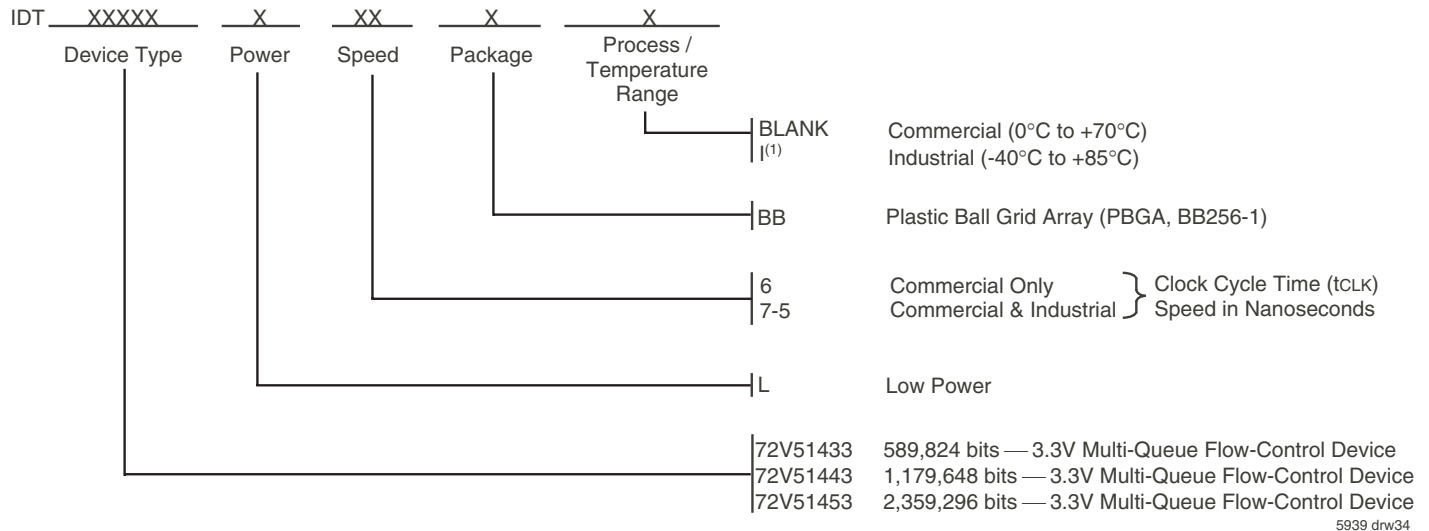 IDT XXXXX X XX X X
Device Type Power Speed Package Process / Temperature Range
BLANK Commercial (0°C to +70°C)
I(1) Industrial (-40°C to +85°C)
BB Plastic Ball Grid Array (PBGA, BB256-1)
6 Commercial Only
7-5 Commercial & Industrial
Clock Cycle Time (tCLK)
Speed in Nanoseconds
L Low Power
72V51433 589,824 bits — 3.3V Multi-Queue Flow-Control Device
72V51443 1,179,648 bits — 3.3V Multi-Queue Flow-Control Device
72V51453 2,359,296 bits — 3.3V Multi-Queue Flow-Control Device
5939 drw34